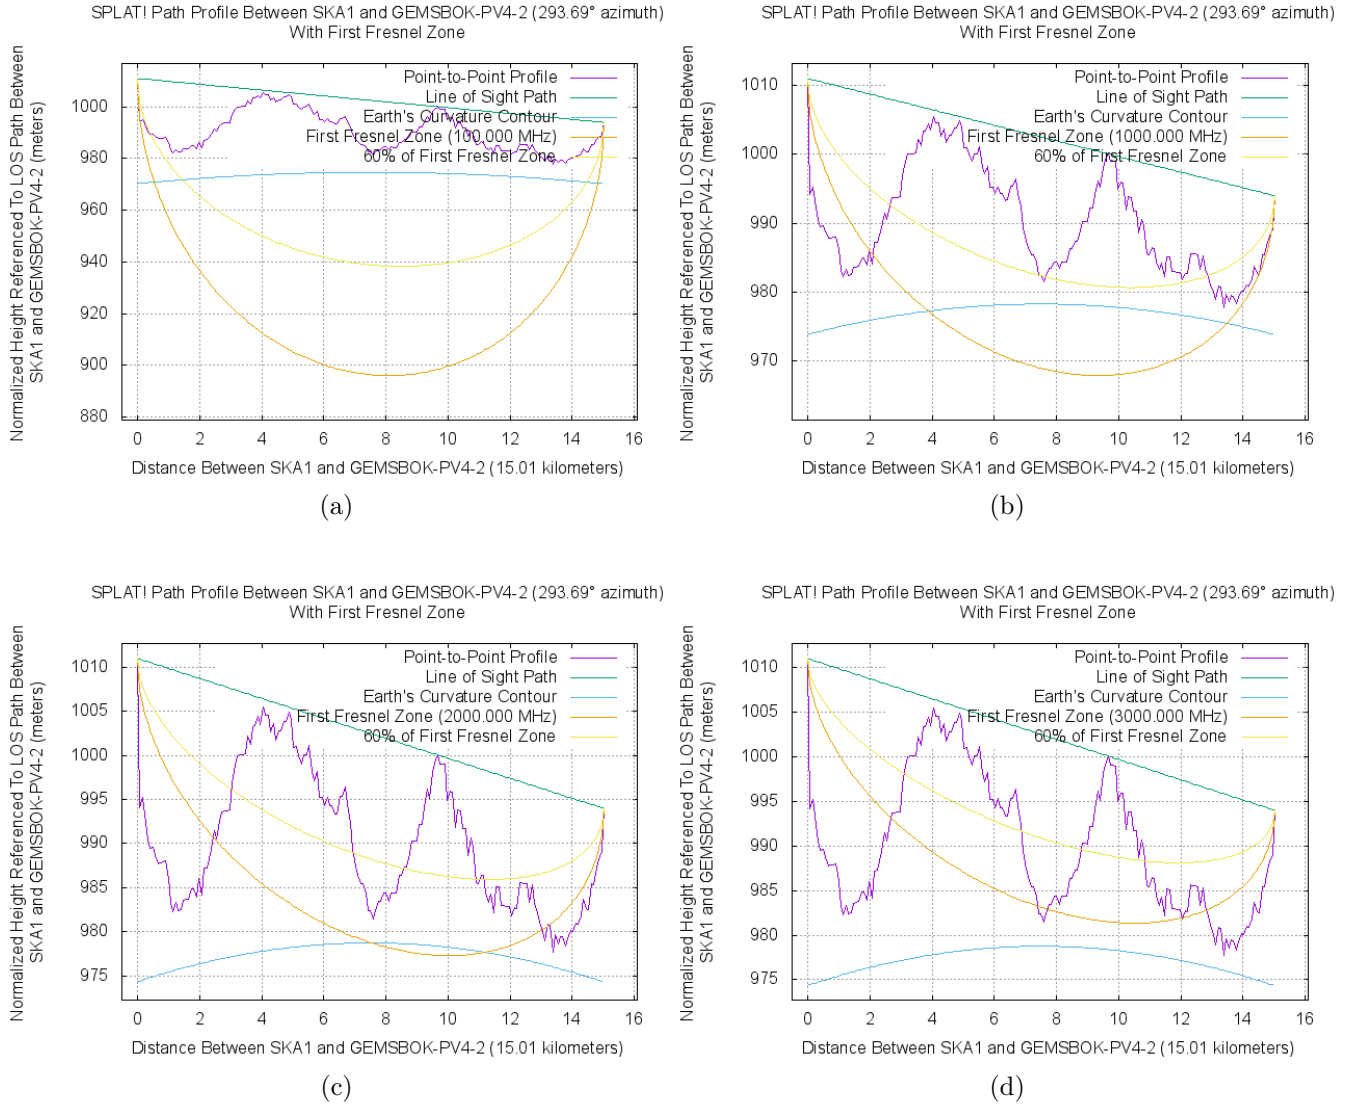 SPLAT! Path Profile Between SKA1 and GEMSBOK-PV4-2 (293.69° azimuth)
With First Fresnel Zone
Normalized Height Referenced To LOS Path Between
SKA1 and GEMSBOK-PV4-2 (meters)
Point-to-Point Profile
Line of Sight Path
Earth's Curvature Contour
First Fresnel Zone (100.000 MHz)
60% of First Fresnel Zone
1000
980
960
940
920
900
880
0 2 4 6 8 10 12 14 16
Distance Between SKA1 and GEMSBOK-PV4-2 (15.01 kilometers)
(a)
SPLAT! Path Profile Between SKA1 and GEMSBOK-PV4-2 (293.69° azimuth)
With First Fresnel Zone
Normalized Height Referenced To LOS Path Between
SKA1 and GEMSBOK-PV4-2 (meters)
Point-to-Point Profile
Line of Sight Path
Earth's Curvature Contour
First Fresnel Zone (1000.000 MHz)
60% of First Fresnel Zone
1010
1000
990
980
970
0 2 4 6 8 10 12 14 16
Distance Between SKA1 and GEMSBOK-PV4-2 (15.01 kilometers)
(b)
SPLAT! Path Profile Between SKA1 and GEMSBOK-PV4-2 (293.69° azimuth)
With First Fresnel Zone
Normalized Height Referenced To LOS Path Between
SKA1 and GEMSBOK-PV4-2 (meters)
Point-to-Point Profile
Line of Sight Path
Earth's Curvature Contour
First Fresnel Zone (2000.000 MHz)
60% of First Fresnel Zone
1010
1005
1000
995
990
985
980
975
0 2 4 6 8 10 12 14 16
Distance Between SKA1 and GEMSBOK-PV4-2 (15.01 kilometers)
(c)
SPLAT! Path Profile Between SKA1 and GEMSBOK-PV4-2 (293.69° azimuth)
With First Fresnel Zone
Normalized Height Referenced To LOS Path Between
SKA1 and GEMSBOK-PV4-2 (meters)
Point-to-Point Profile
Line of Sight Path
Earth's Curvature Contour
First Fresnel Zone (3000.000 MHz)
60% of First Fresnel Zone
1010
1005
1000
995
990
985
980
975
0 2 4 6 8 10 12 14 16
Distance Between SKA1 and GEMSBOK-PV4-2 (15.01 kilometers)
(d)